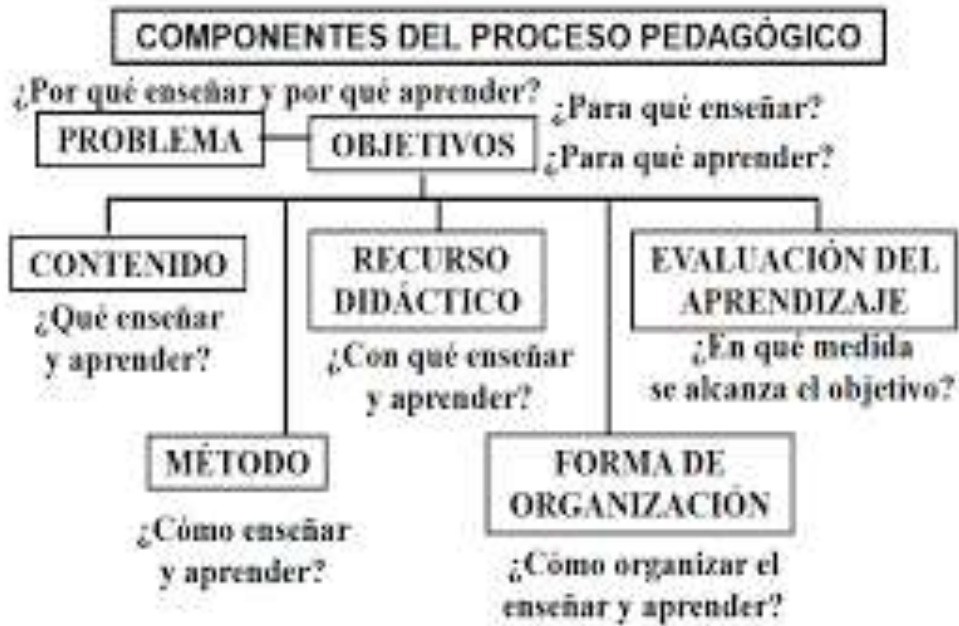 COMPONENTES DEL PROCESO PEDAGÓGICO
¿Por qué enseñar y por qué aprender?
PROBLEMA
OBJETIVOS
¿Para qué enseñar?
¿Para qué aprender?
CONTENIDO
¿Qué enseñar
y aprender?
RECURSO
DIDÁCTICO
¿Con qué enseñar
y aprender?
EVALUACIÓN DEL
APRENDIZAJE
¿En qué medida
se alcanza el objetivo?
MÉTODO
¿Cómo enseñar
y aprender?
FORMA DE
ORGANIZACIÓN
¿Cómo organizar el
enseñar y aprender?